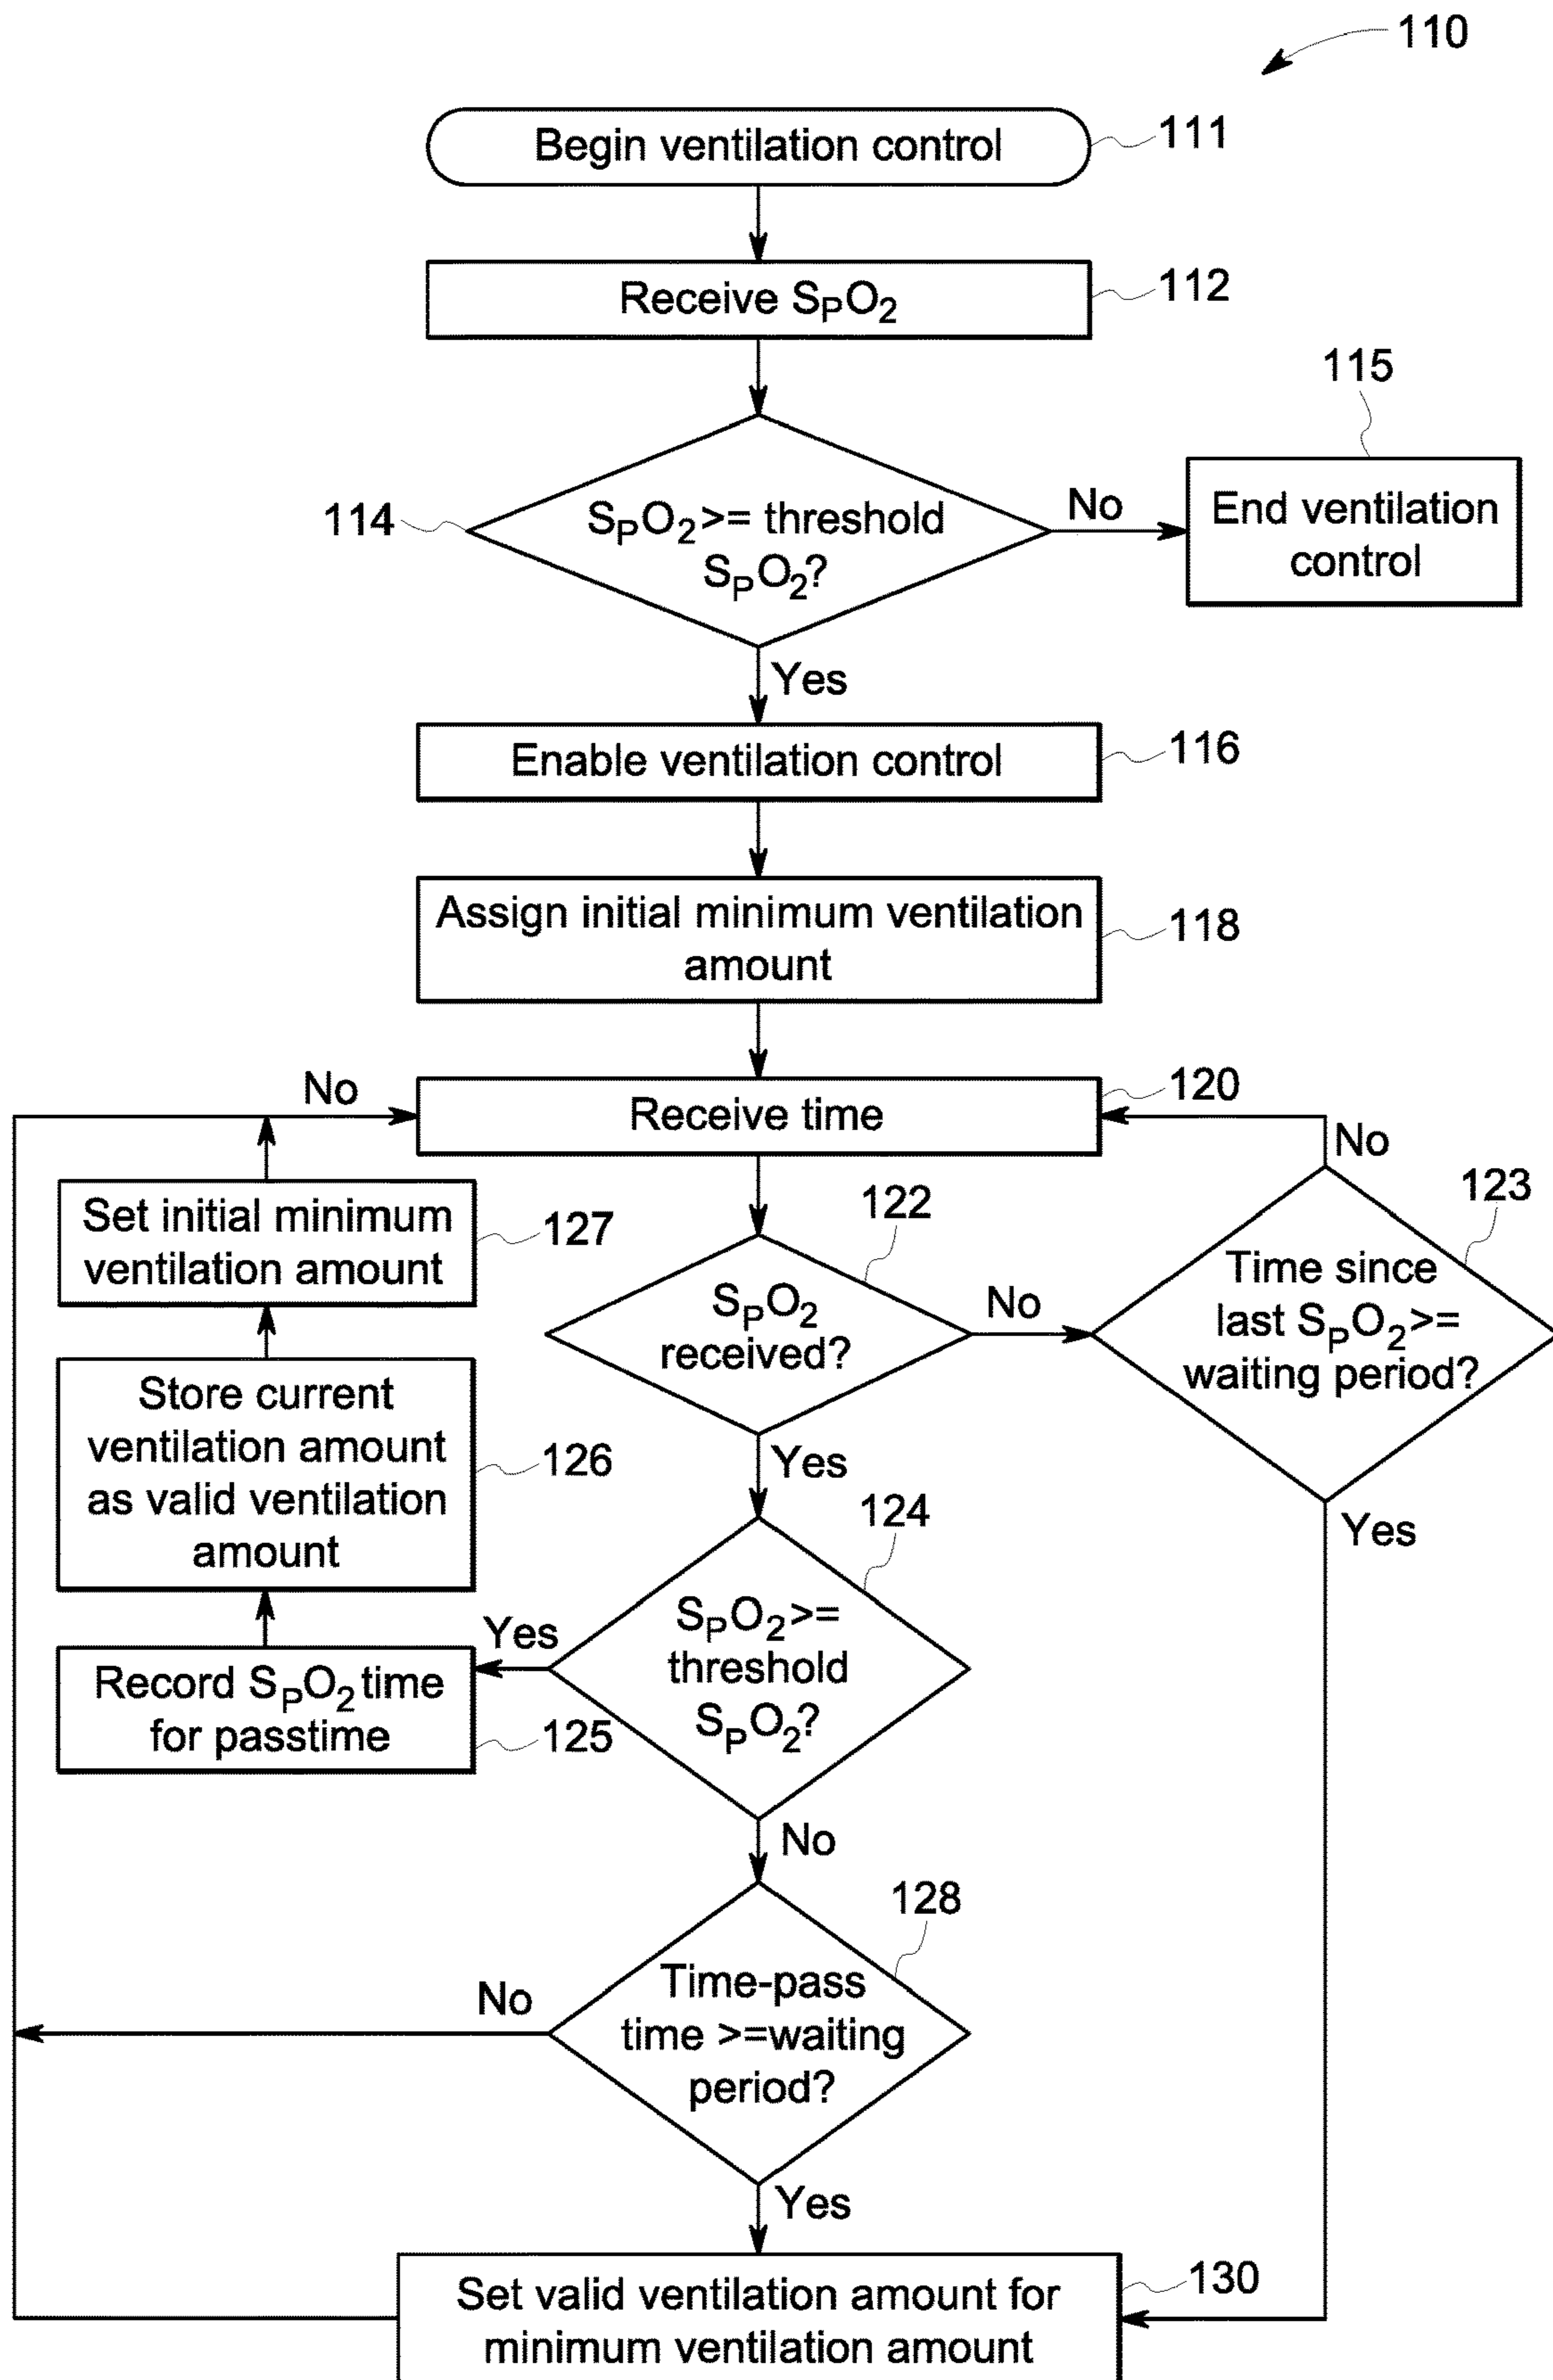 110
Begin ventilation control
111
Receive SPO2
112
115
114
SPO2>= threshold
SPO2?
No
End ventilation
control
Yes
Enable ventilation control
116
Assign initial minimum ventilation
amount
118
No
Receive time
120
No
Set initial minimum
ventilation amount
127
122
123
SPO2
received?
No
Time since
last SPO2>=
waiting period?
Store current
ventilation amount
as valid ventilation
amount
126
Yes
Yes
124
SPO2>=
threshold
SPO2?
Yes
Record SPO2 time
for passtime
125
No
128
Time-pass
time >=waiting
period?
No
Yes
Set valid ventilation amount for
minimum ventilation amount
130